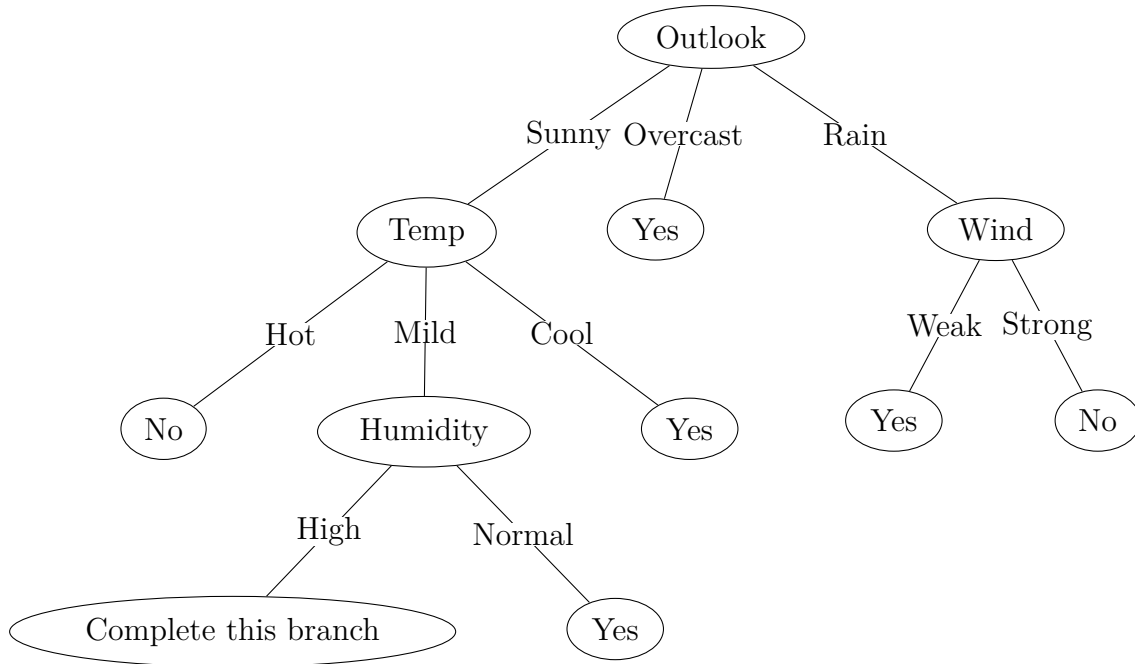 Outlook
Sunny
Overcast
Rain
Temp
Yes
Wind
Hot
Mild
Cool
Weak
Strong
No
Humidity
Yes
Yes
No
High
Normal
Complete this branch
Yes